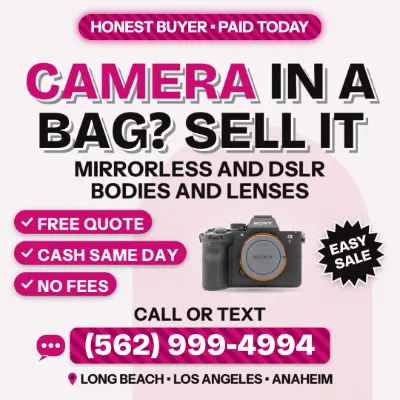 HONEST BUYER • PAID TODAY
CAMERA IN A
BAG? SELL IT
MIRRORLESS AND DSLR
BODIES AND LENSES
FREE QUOTE
CASH SAME DAY
NO FEES
SONY
α
SONY
EASY
SALE
CALL OR TEXT
(562) 999-4994
LONG BEACH • LOS ANGELES • ANAHEIM